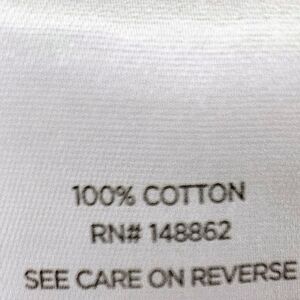 100% COTTON
RN# 148862
SEE CARE ON REVERSE